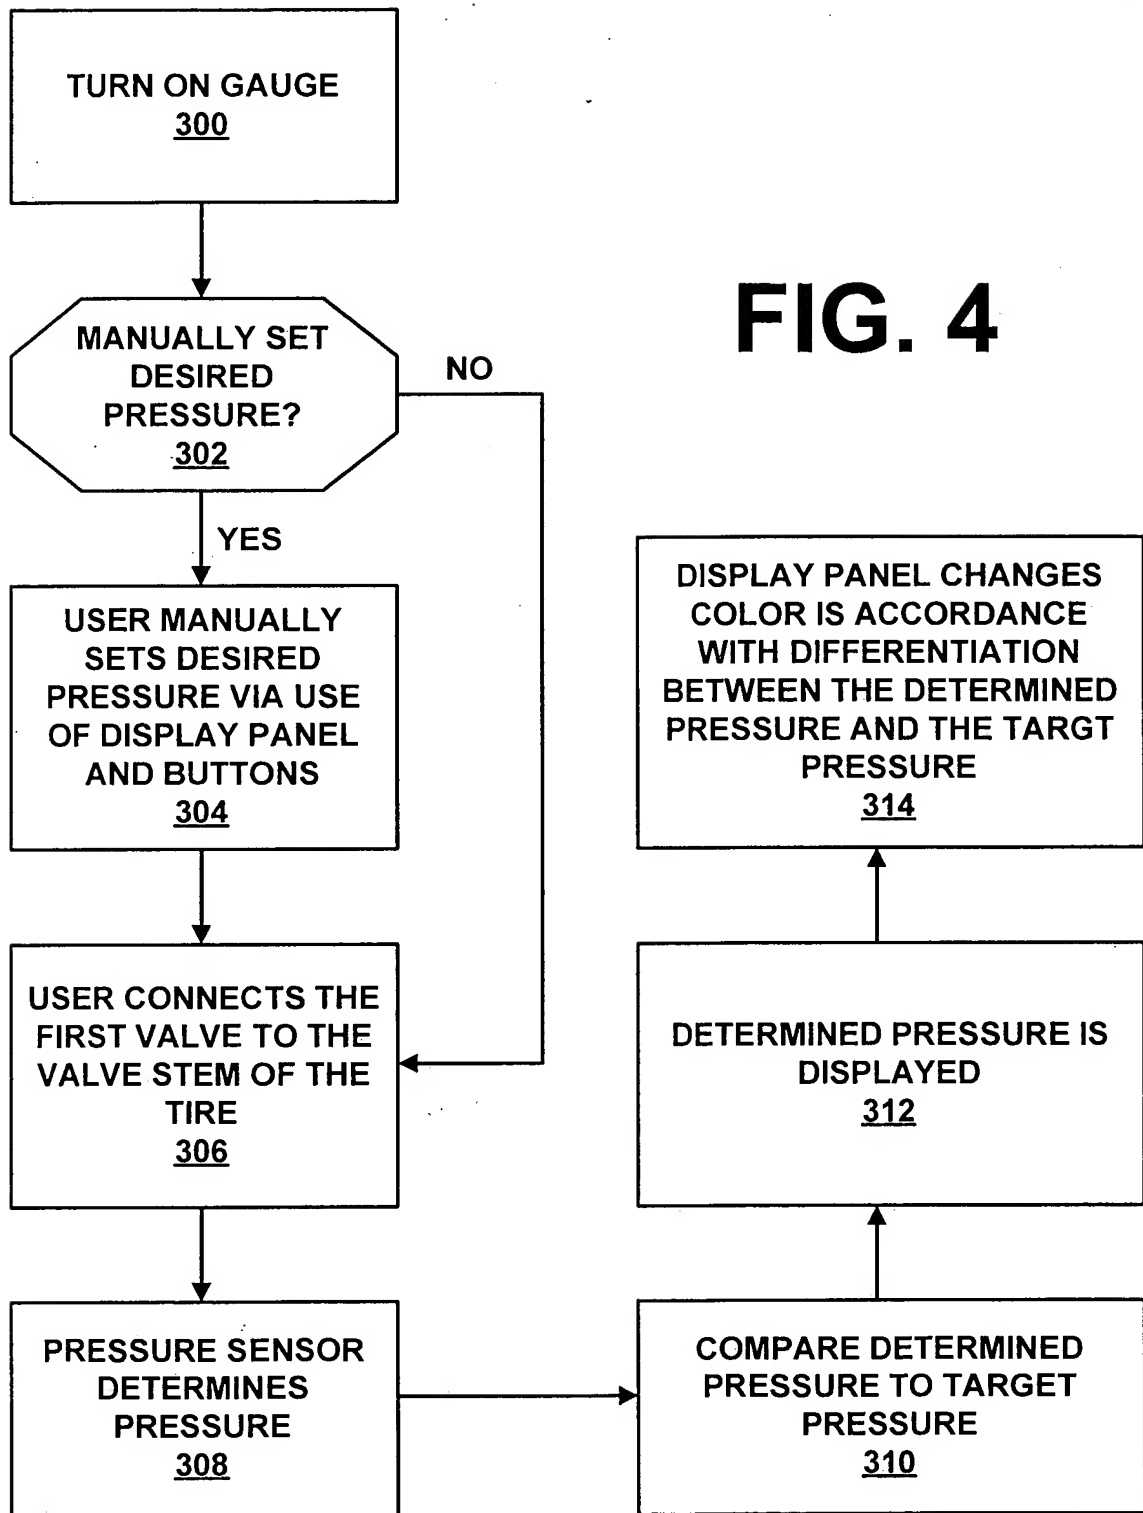 TURN ON GAUGE
300
FIG. 4
MANUALLY SET
DESIRED
PRESSURE?
302
NO
YES
USER MANUALLY
SETS DESIRED
PRESSURE VIA USE
OF DISPLAY PANEL
AND BUTTONS
304
USER CONNECTS THE
FIRST VALVE TO THE
VALVE STEM OF THE
TIRE
306
PRESSURE SENSOR
DETERMINES
PRESSURE
308
COMPARE DETERMINED
PRESSURE TO TARGET
PRESSURE
310
DETERMINED PRESSURE IS
DISPLAYED
312
DISPLAY PANEL CHANGES
COLOR IS ACCORDANCE
WITH DIFFERENTIATION
BETWEEN THE DETERMINED
PRESSURE AND THE TARGT
PRESSURE
314